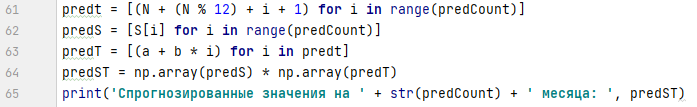 61 predt = [(N + (N % 12) + i + 1) for i in range(predCount)]
62 predS = [S[i] for i in range(predCount)]
63 predT = [(a + b * i) for i in predt]
64 predST = np.array(predS) * np.array(predT)
65 print('Спрогнозированные значения на ' + str(predCount) + ' месяца: ', predST)